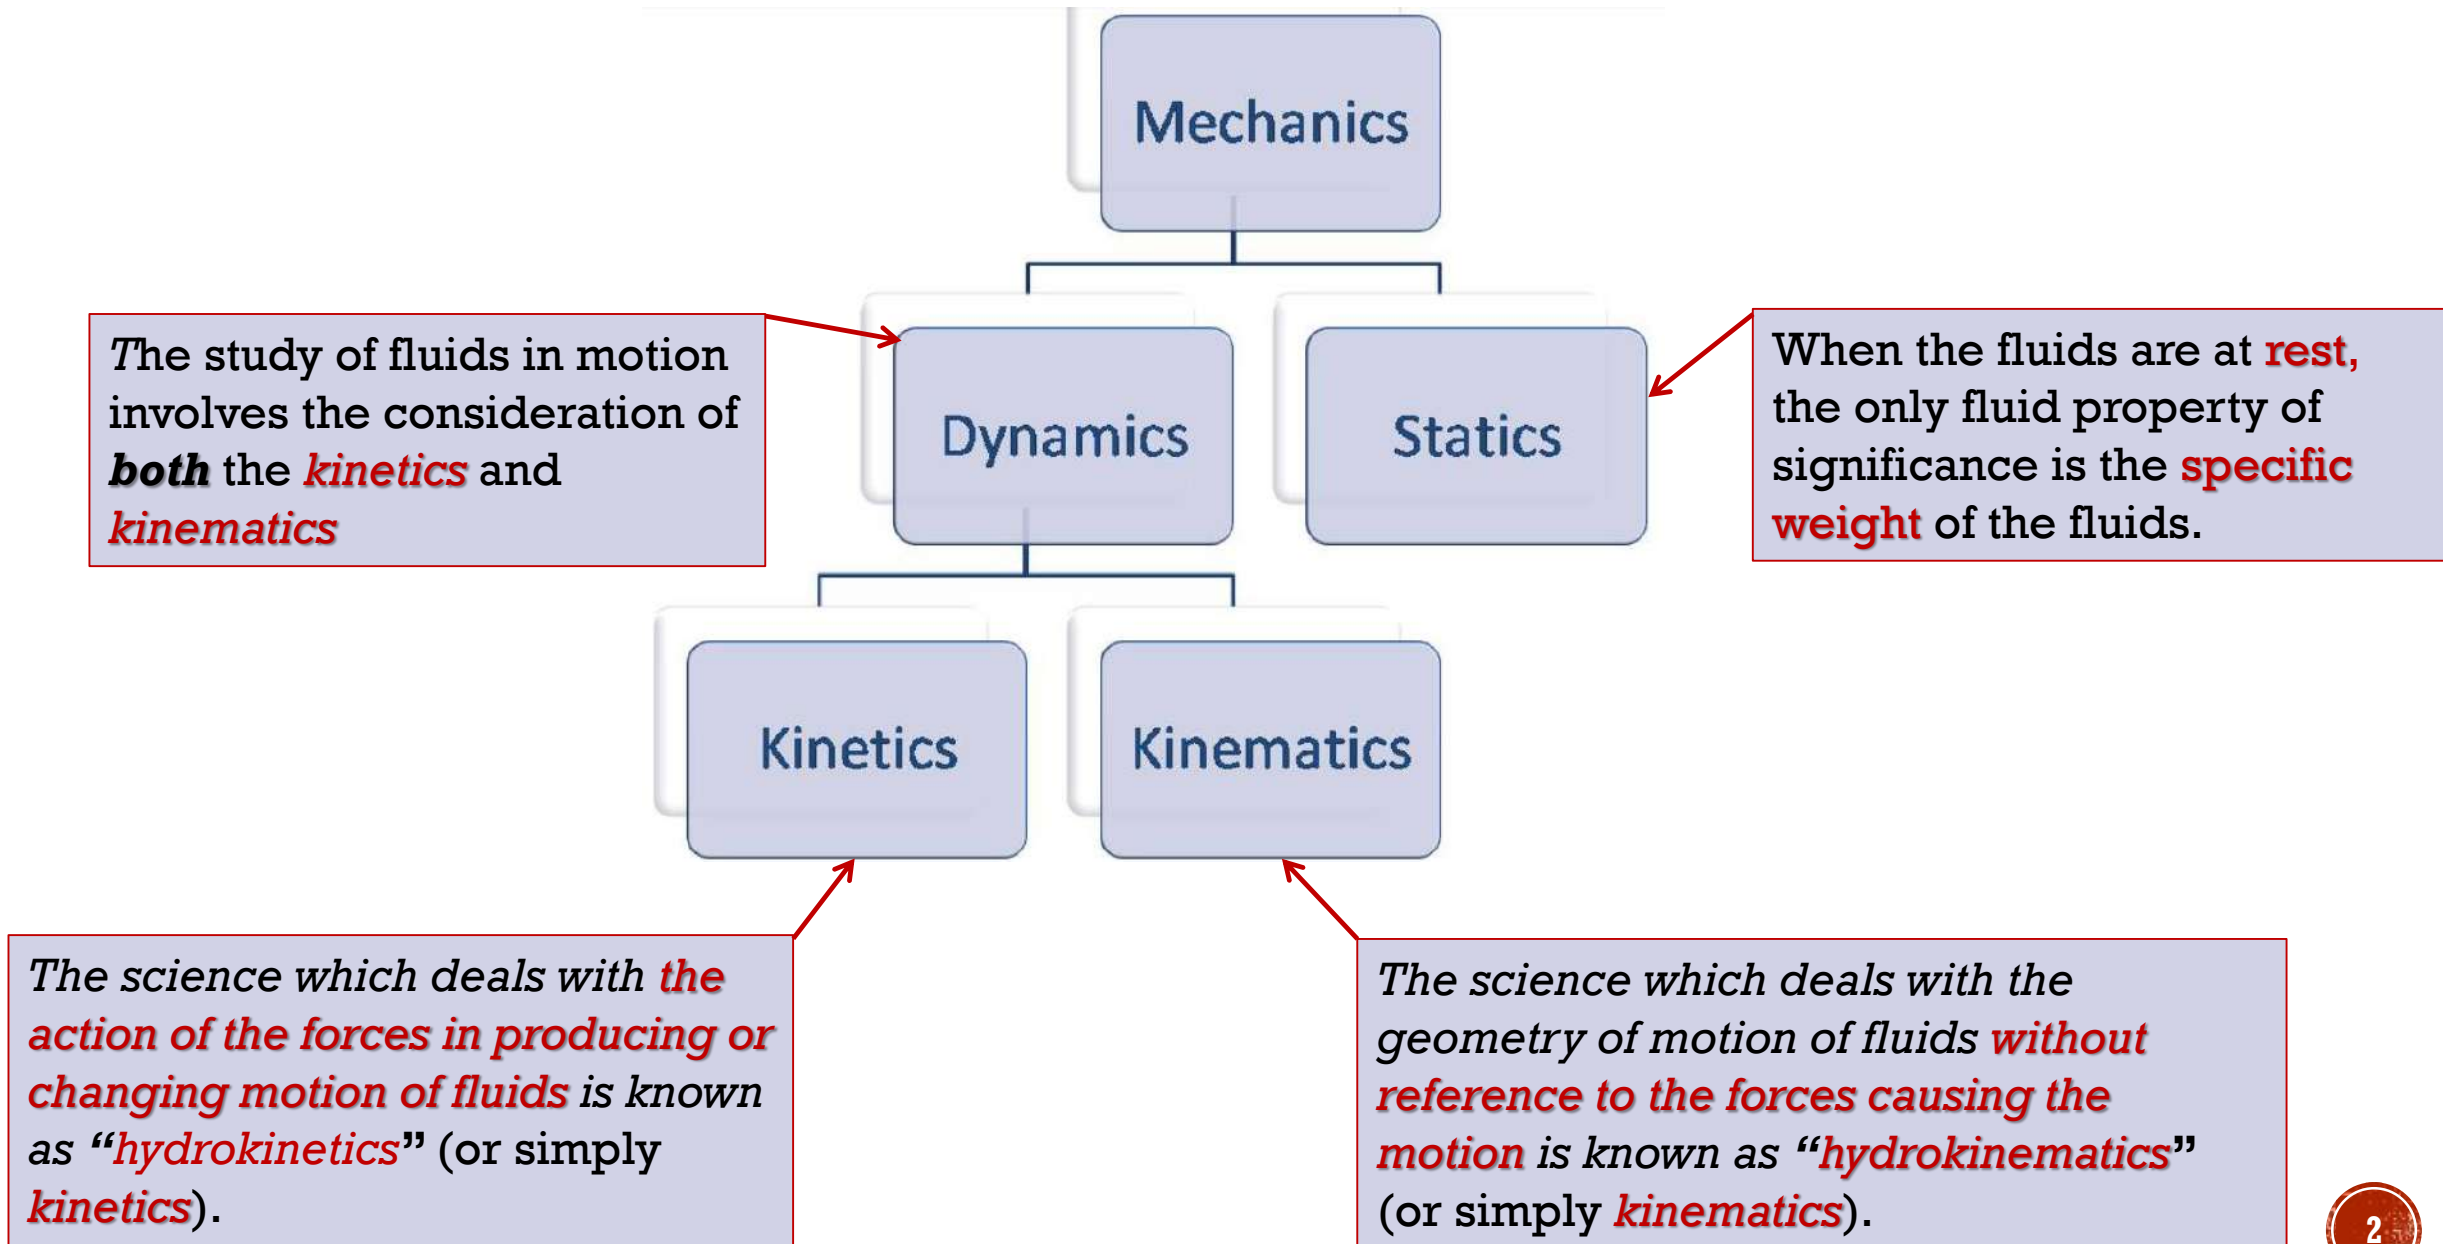 Mechanics
The study of fluids in motion
involves the consideration of
both the kinetics and
kinematics
Dynamics
Statics
When the fluids are at rest,
the only fluid property of
significance is the specific
weight of the fluids.
Kinetics
Kinematics
The science which deals with the
action of the forces in producing or
changing motion of fluids is known
as “hydrokinetics” (or simply
kinetics).
The science which deals with the
geometry of motion of fluids without
reference to the forces causing the
motion is known as “hydrokinematics”
(or simply kinematics).
2